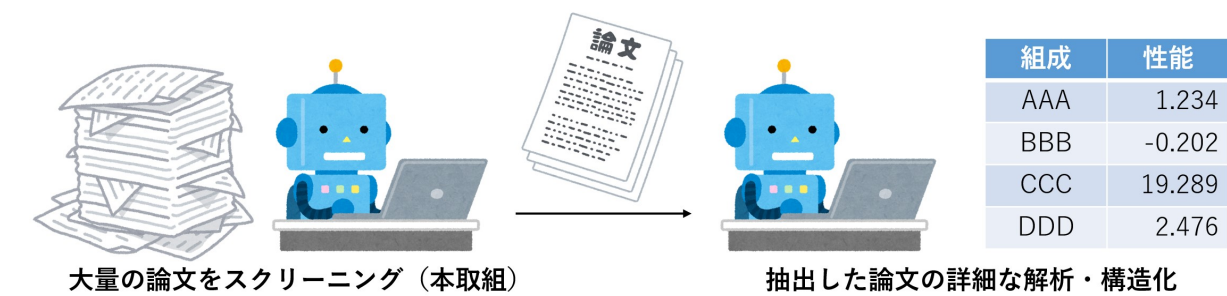 論文
組成 性能
AAA 1.234
BBB -0.202
CCC 19.289
DDD 2.476
大量の論文をスクリーニング（本取組）
抽出した論文の詳細な解析・構造化